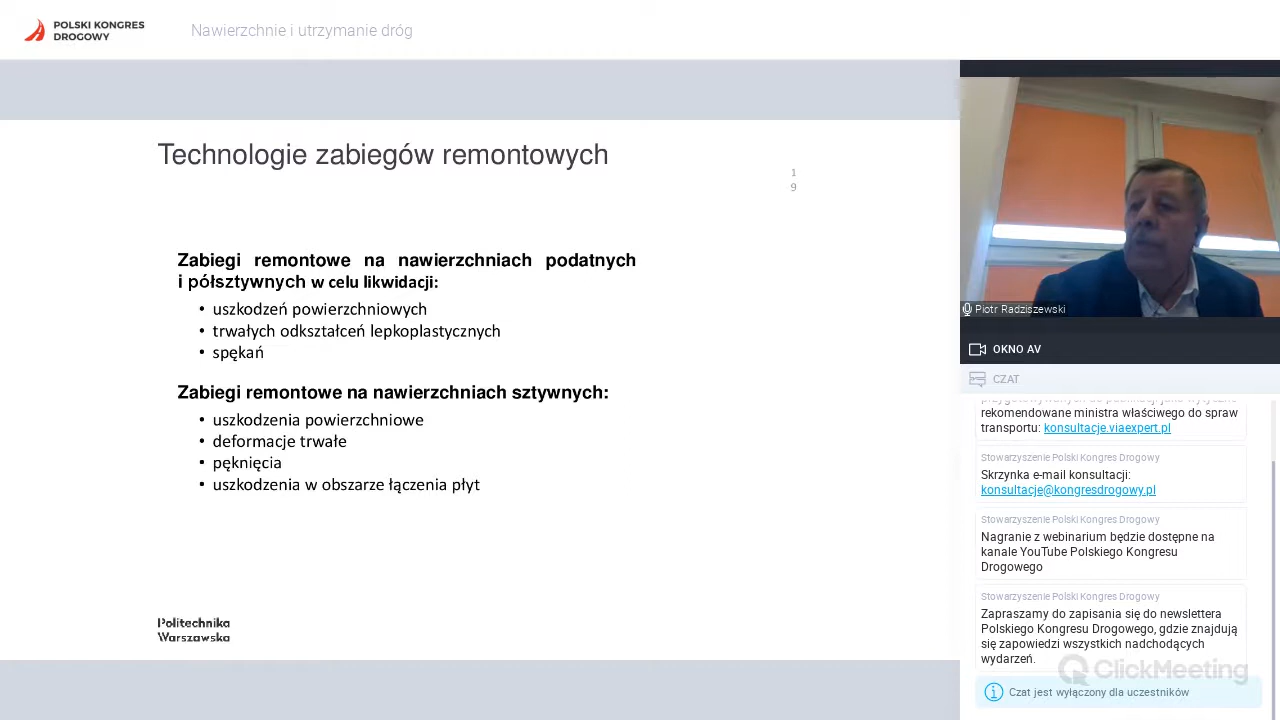 POLSKI KONGRES
DROGOWY
Nawierzchnie i utrzymanie dróg
Technologie zabiegów remontowych
1
9
Zabiegi remontowe na nawierzchniach podatnych
i półsztywnych w celu likwidacji:
• uszkodzeń powierzchniowych
• trwałych odkształceń lepkoplastycznych
• spękań
Zabiegi remontowe na nawierzchniach sztywnych:
• uszkodzenia powierzchniowe
• deformacje trwałe
• pęknięcia
• uszkodzenia w obszarze łączenia płyt
Politechnika
Warszawska
Piotr Radziszewski
OKNO AV
CZAT
rekomendowane ministra właściwego do spraw
transportu: konsultacje.viaexpert.pl
Stowarzyszenie Polski Kongres Drogowy
Skrzynka e-mail konsultacji:
konsultacje@kongresdrogowy.pl
Stowarzyszenie Polski Kongres Drogowy
Nagranie z webinarium będzie dostępne na
kanale YouTube Polskiego Kongresu
Drogowego
Stowarzyszenie Polski Kongres Drogowy
Zapraszamy do zapisania się do newslettera
Polskiego Kongresu Drogowego, gdzie znajdują
się zapowiedzi wszystkich nadchodzących
wydarzeń.
ClickMeeting
Czat jest wyłączony dla uczestników